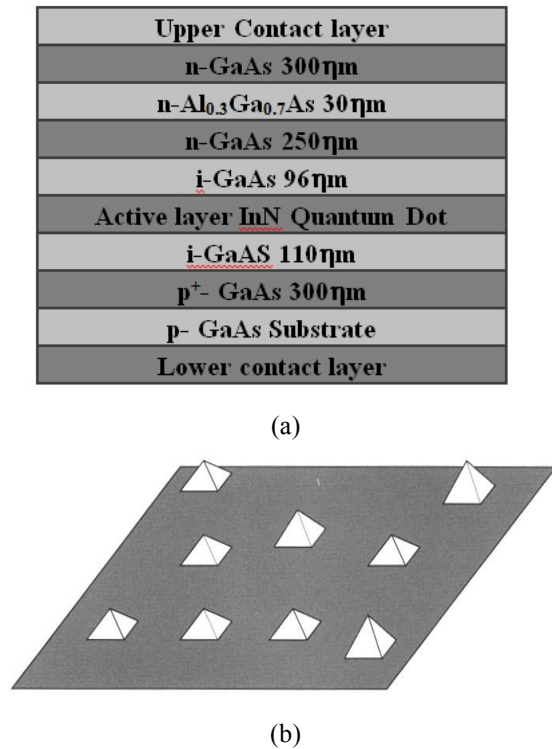 Upper Contact layer
n-GaAs 300ηm
n-Al₀.₃Ga₀.₇As 30ηm
n-GaAs 250ηm
i-GaAs 96ηm
Active layer InN Quantum Dot
i-GaAS 110ηm
p⁺- GaAs 300ηm
p- GaAs Substrate
Lower contact layer
(a)
(b)